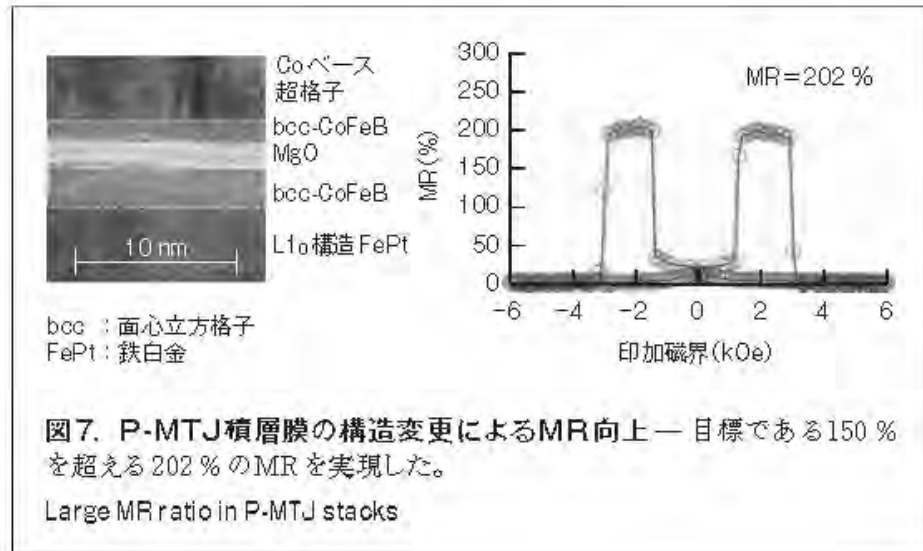 Coベース
超格子
bcc-CoFeB
MgO
bcc-CoFeB
L1₀構造FePt
10 nm
bcc：面心立方格子
FePt：鉄白金
MR(%)
300
250
200
150
100
50
0
MR＝202 %
-6 -4 -2 0 2 4 6
印加磁界(kOe)
図7. P-MTJ積層膜の構造変更によるMR向上 — 目標である150 %
を超える202 %のMRを実現した。
Large MR ratio in P-MTJ stacks